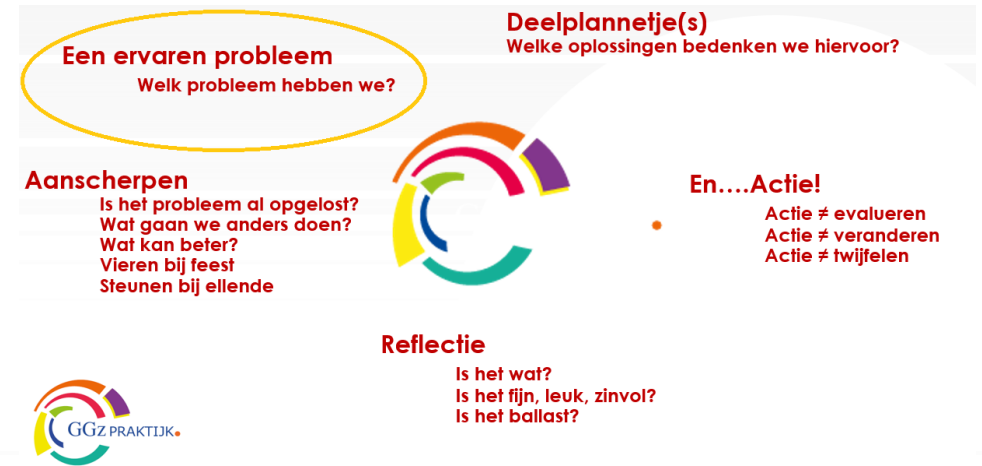 Een ervaren probleem
Welk probleem hebben we?
Deelplannetje(s)
Welke oplossingen bedenken we hiervoor?
En....Actie!
Actie ≠ evalueren
Actie ≠ veranderen
Actie ≠ twijfelen
Reflectie
Is het wat?
Is het fijn, leuk, zinvol?
Is het ballast?
Aanscherpen
Is het probleem al opgelost?
Wat gaan we anders doen?
Wat kan beter?
Vieren bij feest
Steunen bij ellende
GGZ PRAKTIJK.